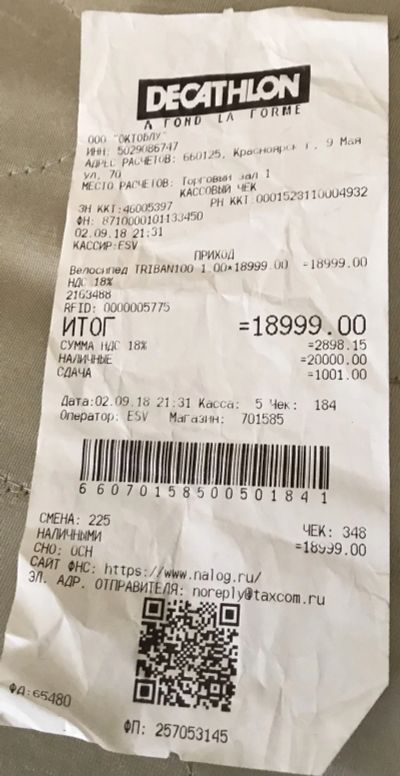 DECATHLON
A FOND LA FORME
ООО "ОКТОБЛУ"
ИНН: 5029086747
АДРЕС РАСЧЕТОВ: 660125, Красноярск г, 9 Мая
ул, 70
МЕСТО РАСЧЕТОВ: Торговый зал 1
КАССОВЫЙ ЧЕК
ЗН ККТ:46005397 РН ККТ:0001523110004932
ФН: 8710000101133450
02.09.18 21:31
КАССИР:ESV
ПРИХОД
Велосипед TRIBAN100 1.00*18999.00 =18999.00
НДС 18%
2163488
RFID: 0000005775
ИТОГ =18999.00
СУММА НДС 18% =2898.15
НАЛИЧНЫЕ =20000.00
СДАЧА =1001.00
Дата:02.09.18 21:31 Касса: 5 Чек: 184
Оператор: ESV Магазин: 701585
66070158500501841
СМЕНА: 225 ЧЕК: 348
НАЛИЧНЫМИ =18999.00
СНО: ОСН
САЙТ ФНС: https://www.nalog.ru/
ЭЛ. АДР. ОТПРАВИТЕЛЯ: noreply@taxcom.ru
ФД:65480
ФП: 257053145